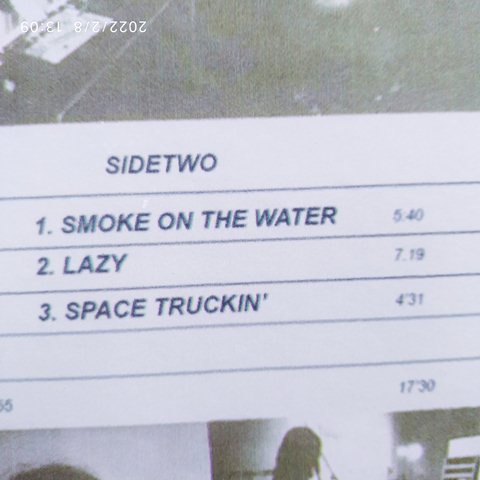 2022/2/8 13:09
SIDETWO
1. SMOKE ON THE WATER 5:40
2. LAZY 7.19
3. SPACE TRUCKIN' 4'31
17'30
55